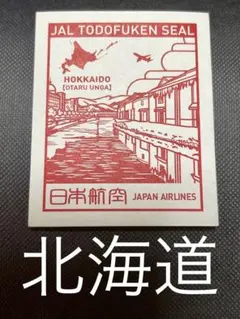 JAL TODOFUKEN SEAL
HOKKAIDO
[OTARU UNGA]
日本航空 JAPAN AIRLINES
北海道